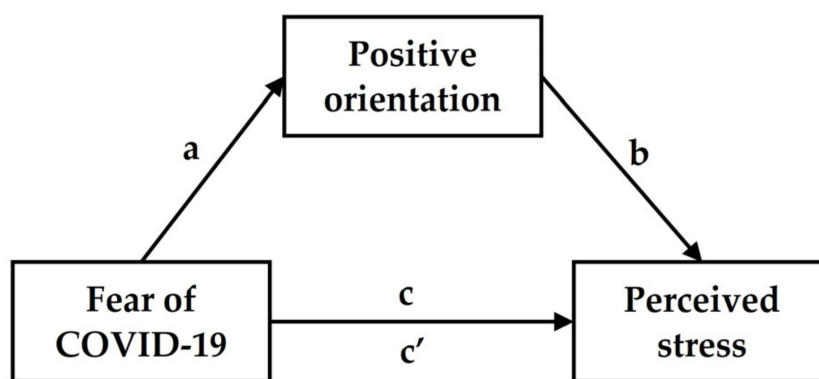 Positive
orientation
a
b
Fear of
COVID-19
c
c’
Perceived
stress